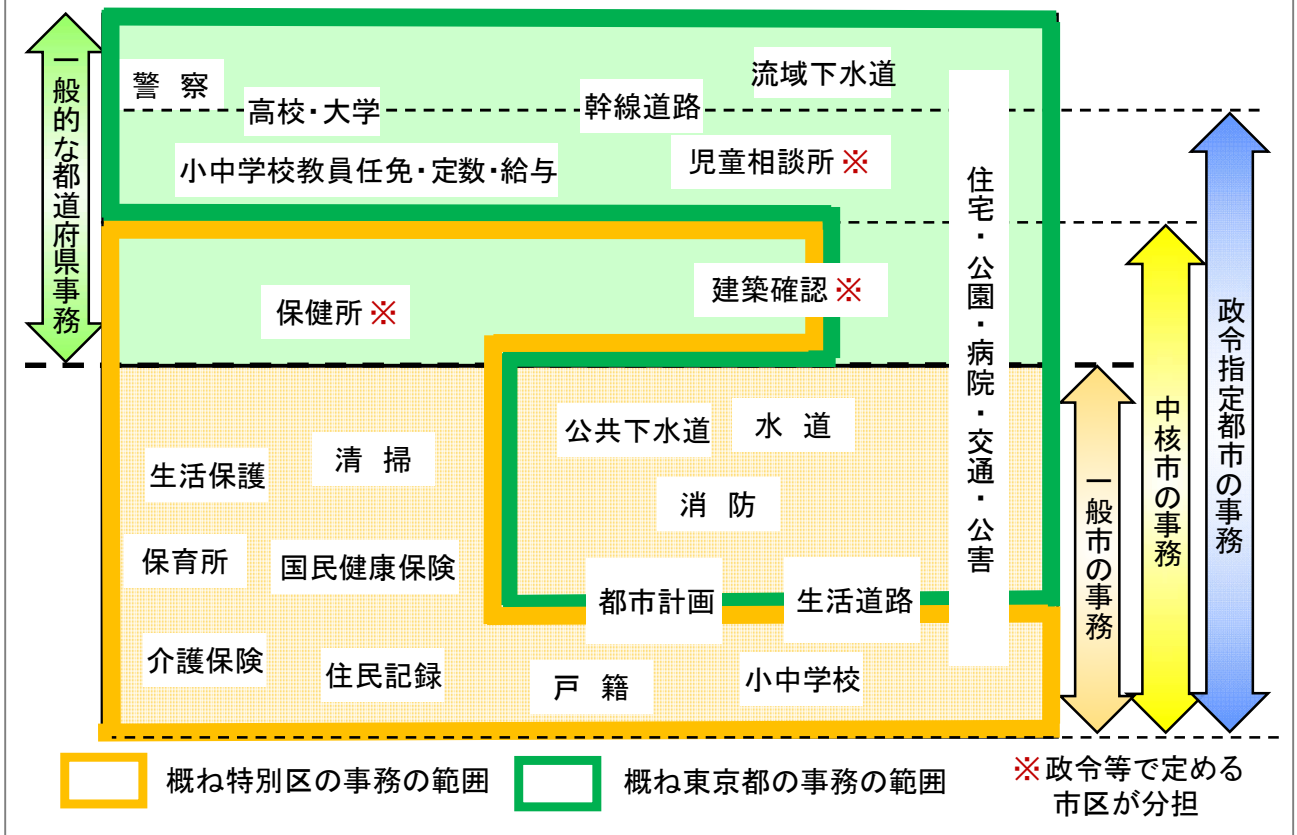 一般的な都道府県事務
警 察
高校・大学
幹線道路
流域下水道
小中学校教員任免・定数・給与
児童相談所※
保健所※
建築確認※
住宅・公園・病院・交通・公害
公共下水道
水 道
生活保護
清 掃
消 防
保育所
国民健康保険
都市計画
生活道路
介護保険
住民記録
戸 籍
小中学校
一般市の事務
中核市の事務
政令指定都市の事務
概ね特別区の事務の範囲
概ね東京都の事務の範囲
※政令等で定める
市区が分担